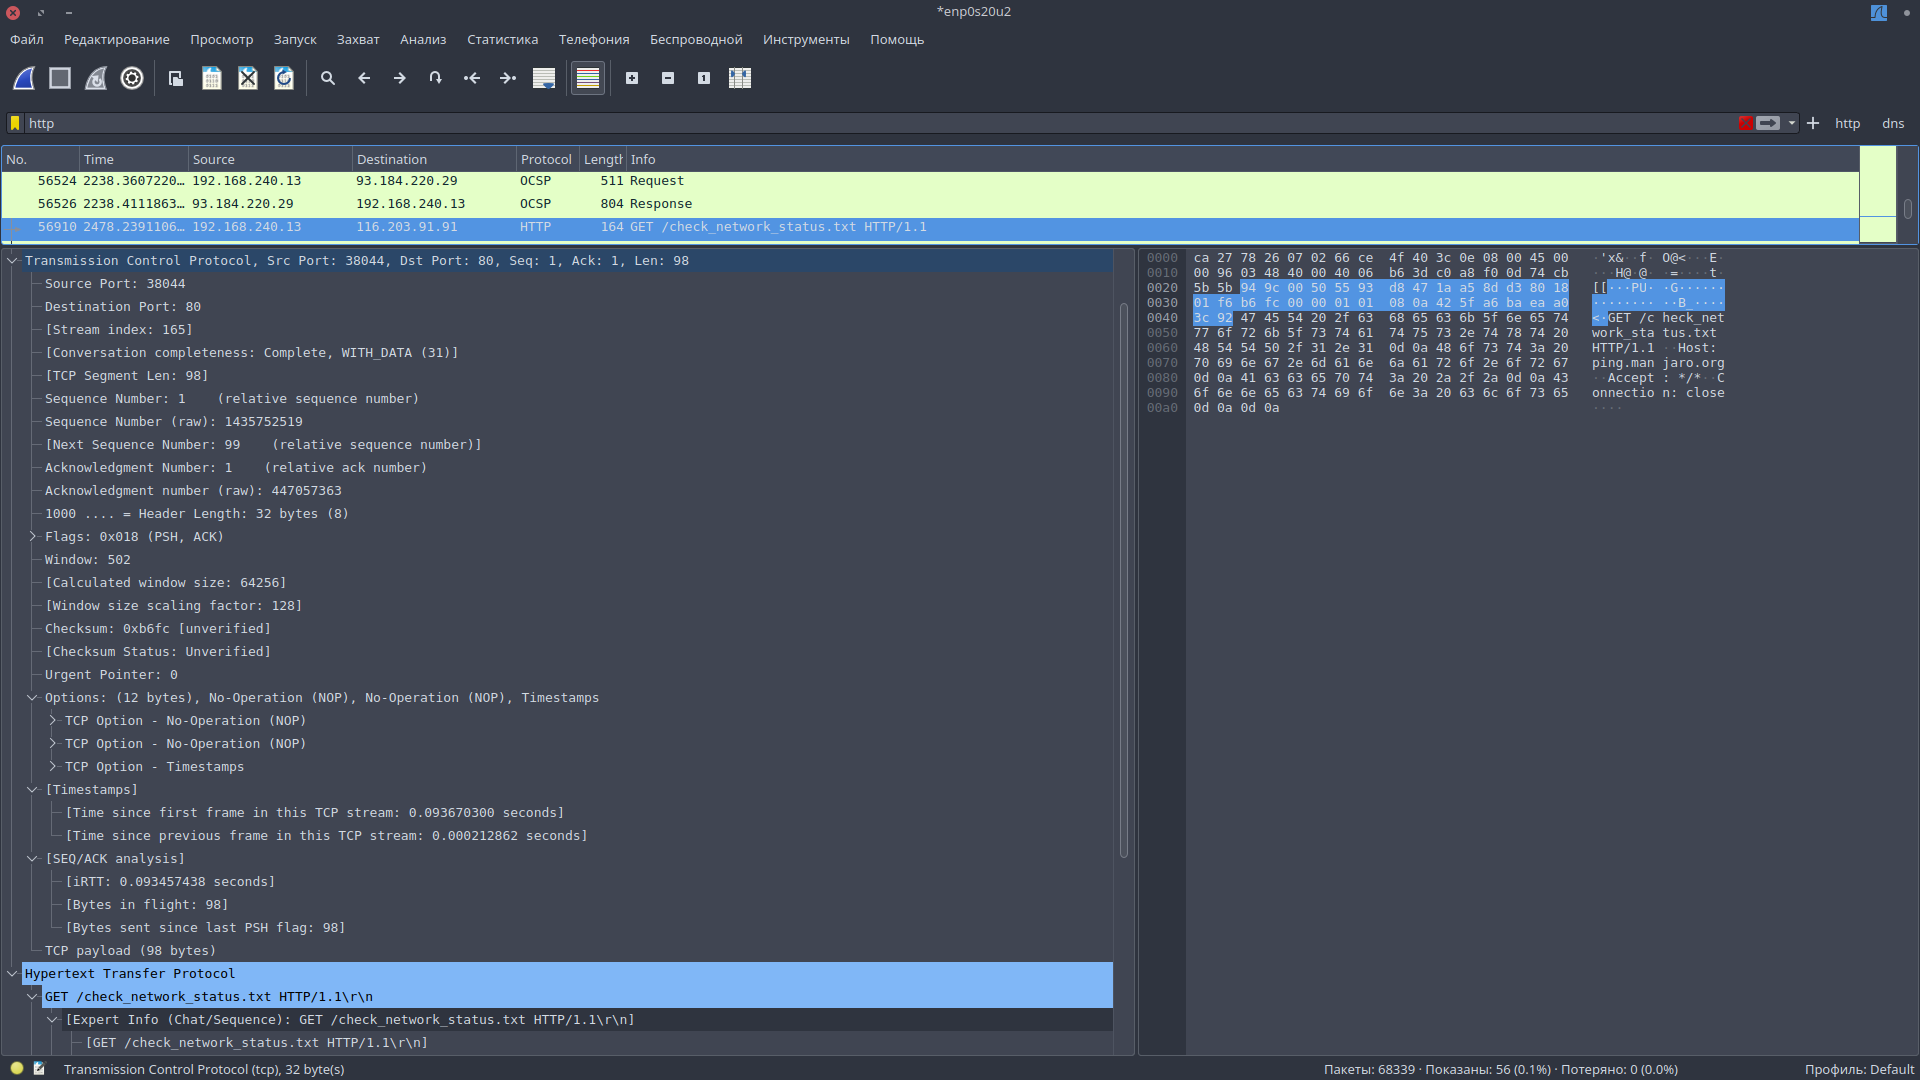 *enp0s20u2
Файл Редактирование Просмотр Запуск Захват Анализ Статистика Телефония Беспроводной Инструменты Помощь
http
http dns
No. Time Source Destination Protocol Length Info
56524 2238.3607220… 192.168.240.13 93.184.220.29 OCSP 511 Request
56526 2238.4111863… 93.184.220.29 192.168.240.13 OCSP 804 Response
56910 2478.2391106… 192.168.240.13 116.203.91.91 HTTP 164 GET /check_network_status.txt HTTP/1.1
Transmission Control Protocol, Src Port: 38044, Dst Port: 80, Seq: 1, Ack: 1, Len: 98
Source Port: 38044
Destination Port: 80
[Stream index: 165]
[Conversation completeness: Complete, WITH_DATA (31)]
[TCP Segment Len: 98]
Sequence Number: 1    (relative sequence number)
Sequence Number (raw): 1435752519
[Next Sequence Number: 99    (relative sequence number)]
Acknowledgment Number: 1    (relative ack number)
Acknowledgment number (raw): 447057363
1000 .... = Header Length: 32 bytes (8)
Flags: 0x018 (PSH, ACK)
Window: 502
[Calculated window size: 64256]
[Window size scaling factor: 128]
Checksum: 0xb6fc [unverified]
[Checksum Status: Unverified]
Urgent Pointer: 0
Options: (12 bytes), No-Operation (NOP), No-Operation (NOP), Timestamps
TCP Option - No-Operation (NOP)
TCP Option - No-Operation (NOP)
TCP Option - Timestamps
[Timestamps]
[Time since first frame in this TCP stream: 0.093670300 seconds]
[Time since previous frame in this TCP stream: 0.000212862 seconds]
[SEQ/ACK analysis]
[iRTT: 0.093457438 seconds]
[Bytes in flight: 98]
[Bytes sent since last PSH flag: 98]
TCP payload (98 bytes)
Hypertext Transfer Protocol
GET /check_network_status.txt HTTP/1.1\r\n
[Expert Info (Chat/Sequence): GET /check_network_status.txt HTTP/1.1\r\n]
[GET /check_network_status.txt HTTP/1.1\r\n]
0000 ca 27 78 26 07 02 66 ce 4f 40 3c 0e 08 00 45 00 ·'x&··f· O@<···E·
0010 00 96 03 48 40 00 40 06 b6 3d c0 a8 f0 0d 74 cb ···H@·@· ·=····t·
0020 5b 5b 94 9c 00 50 55 93 d8 47 1a a5 8d d3 80 18 [[···PU· ·G······
0030 01 f6 b6 fc 00 00 01 01 08 0a 42 5f a6 ba ea a0 ········ ··B_····
0040 3c 92 47 45 54 20 2f 63 68 65 63 6b 5f 6e 65 74 <·GET /c heck_net
0050 77 6f 72 6b 5f 73 74 61 74 75 73 2e 74 78 74 20 work_sta tus.txt
0060 48 54 54 50 2f 31 2e 31 0d 0a 48 6f 73 74 3a 20 HTTP/1.1 ··Host:
0070 70 69 6e 67 2e 6d 61 6e 6a 61 72 6f 2e 6f 72 67 ping.man jaro.org
0080 0d 0a 41 63 63 65 70 74 3a 20 2a 2f 2a 0d 0a 43 ··Accept : */*··C
0090 6f 6e 6e 65 63 74 69 6f 6e 3a 20 63 6c 6f 73 65 onnectio n: close
00a0 0d 0a 0d 0a ····
Transmission Control Protocol (tcp), 32 byte(s)
Пакеты: 68339 · Показаны: 56 (0.1%) · Потеряно: 0 (0.0%)
Профиль: Default